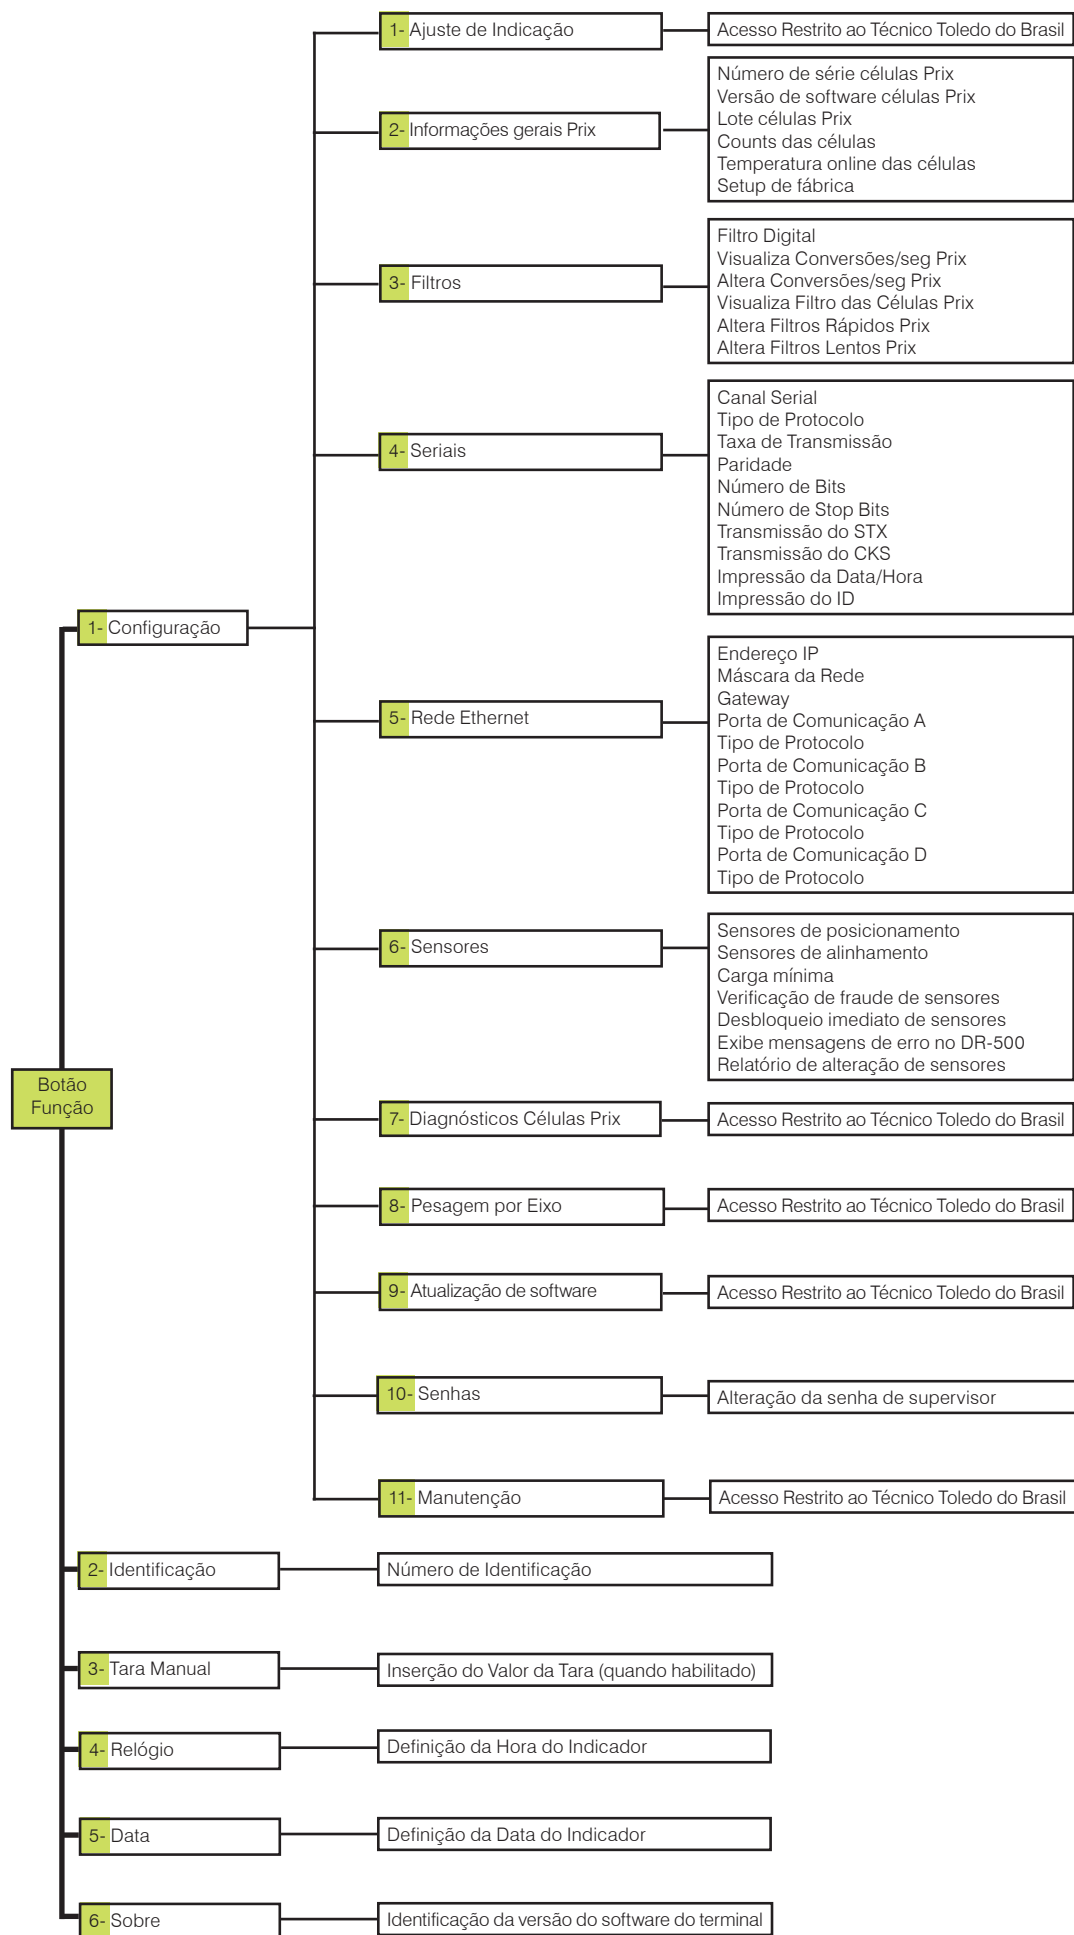 Botão
Função
1- Configuração
1- Ajuste de Indicação
Acesso Restrito ao Técnico Toledo do Brasil
2- Informações gerais Prix
Número de série células Prix
Versão de software células Prix
Lote células Prix
Counts das células
Temperatura online das células
Setup de fábrica
3- Filtros
Filtro Digital
Visualiza Conversões/seg Prix
Altera Conversões/seg Prix
Visualiza Filtro das Células Prix
Altera Filtros Rápidos Prix
Altera Filtros Lentos Prix
4- Seriais
Canal Serial
Tipo de Protocolo
Taxa de Transmissão
Paridade
Número de Bits
Número de Stop Bits
Transmissão do STX
Transmissão do CKS
Impressão da Data/Hora
Impressão do ID
5- Rede Ethernet
Endereço IP
Máscara da Rede
Gateway
Porta de Comunicação A
Tipo de Protocolo
Porta de Comunicação B
Tipo de Protocolo
Porta de Comunicação C
Tipo de Protocolo
Porta de Comunicação D
Tipo de Protocolo
6- Sensores
Sensores de posicionamento
Sensores de alinhamento
Carga mínima
Verificação de fraude de sensores
Desbloqueio imediato de sensores
Exibe mensagens de erro no DR-500
Relatório de alteração de sensores
7- Diagnósticos Células Prix
Acesso Restrito ao Técnico Toledo do Brasil
8- Pesagem por Eixo
Acesso Restrito ao Técnico Toledo do Brasil
9- Atualização de software
Acesso Restrito ao Técnico Toledo do Brasil
10- Senhas
Alteração da senha de supervisor
11- Manutenção
Acesso Restrito ao Técnico Toledo do Brasil
2- Identificação
Número de Identificação
3- Tara Manual
Inserção do Valor da Tara (quando habilitado)
4- Relógio
Definição da Hora do Indicador
5- Data
Definição da Data do Indicador
6- Sobre
Identificação da versão do software do terminal